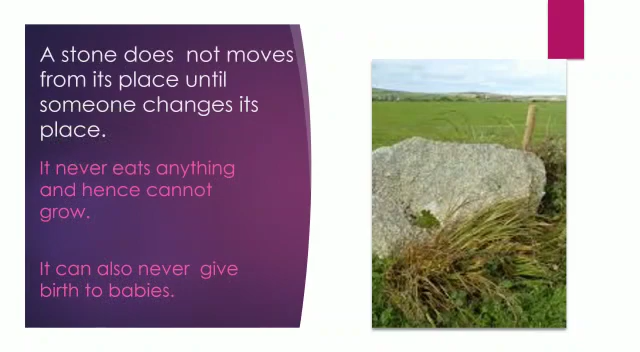 A stone does  not moves
from its place until
someone changes its
place.
It never eats anything
and hence cannot
grow.
It can also never  give
birth to babies.